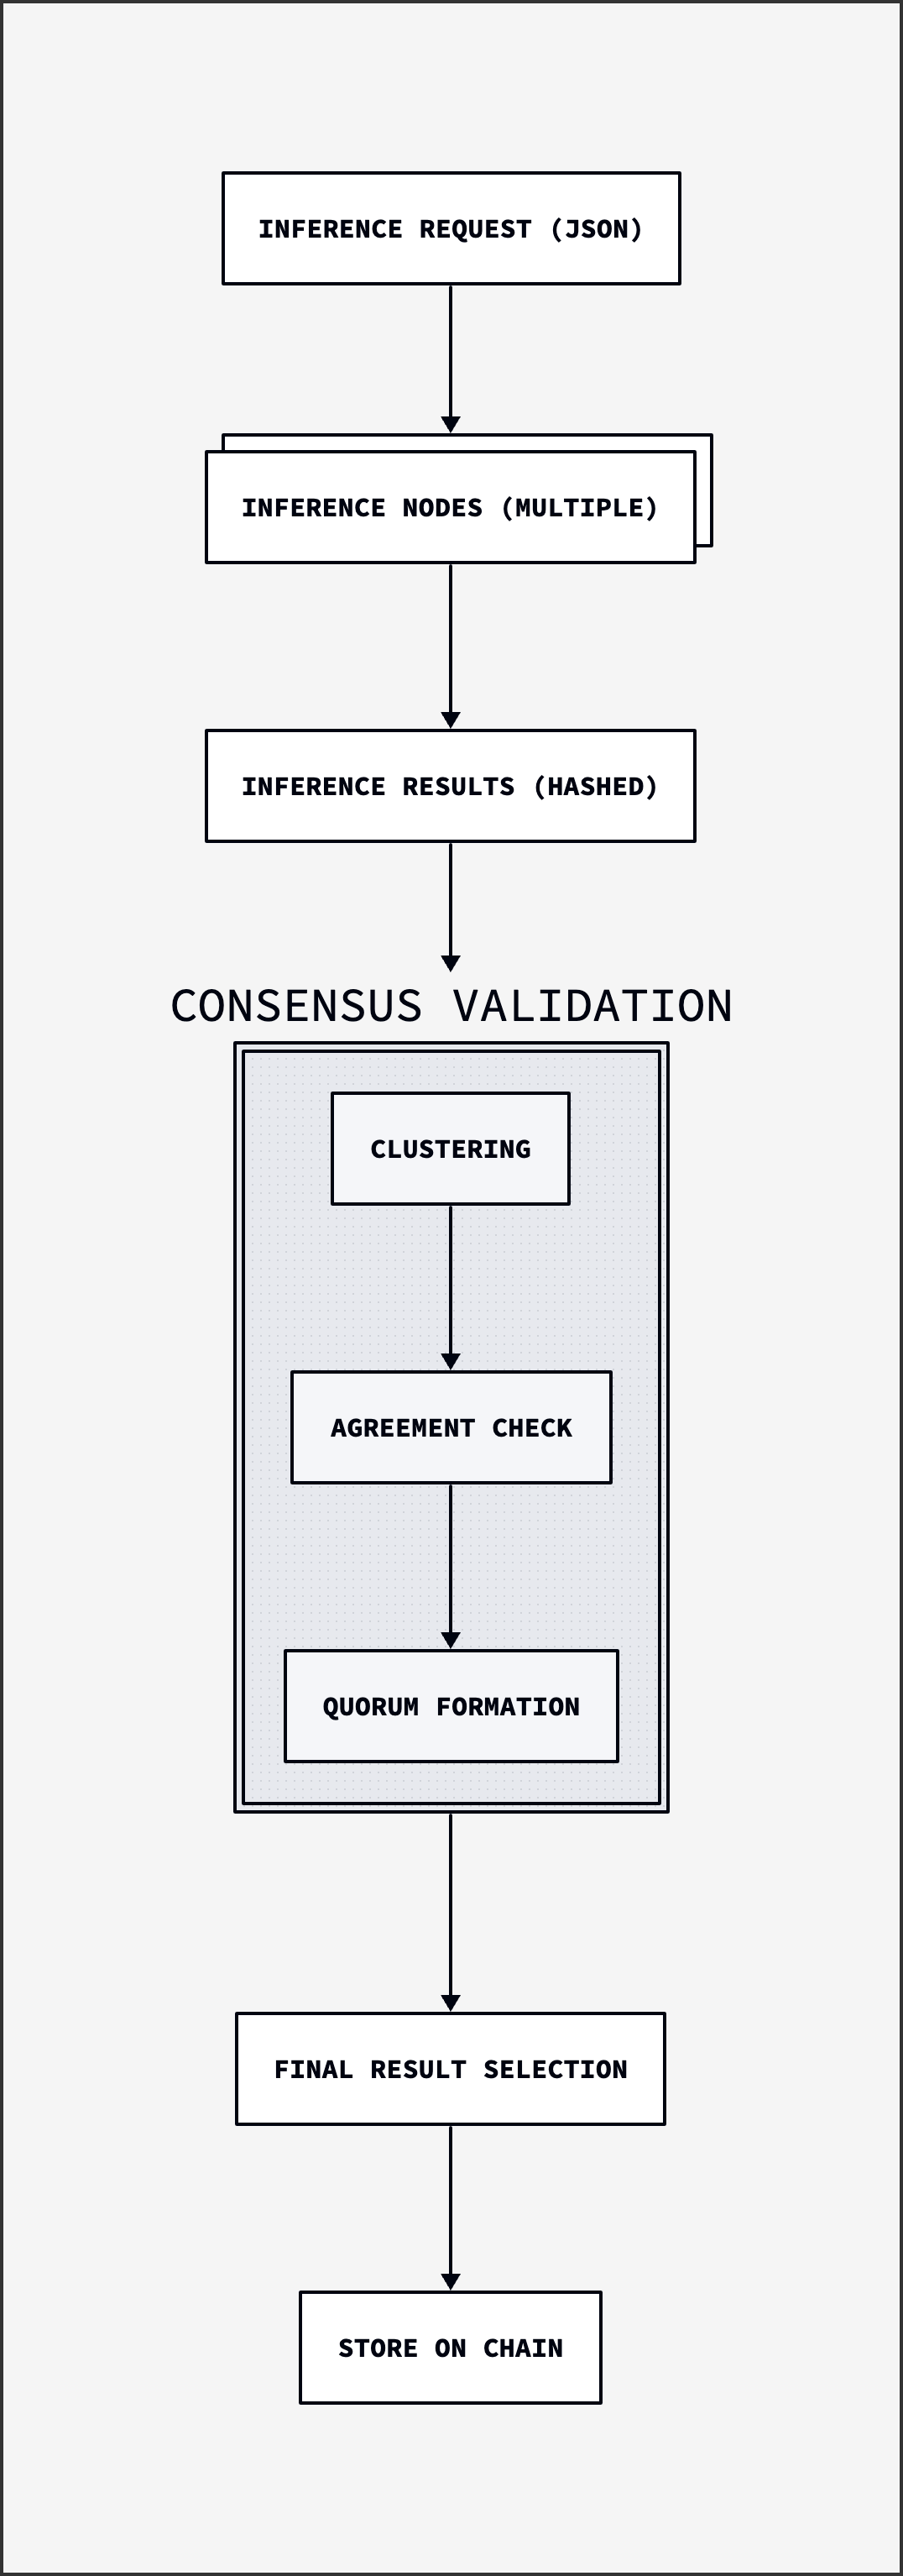 INFERENCE REQUEST (JSON)
INFERENCE NODES (MULTIPLE)
INFERENCE RESULTS (HASHED)
CONSENSUS VALIDATION
CLUSTERING
AGREEMENT CHECK
QUORUM FORMATION
FINAL RESULT SELECTION
STORE ON CHAIN